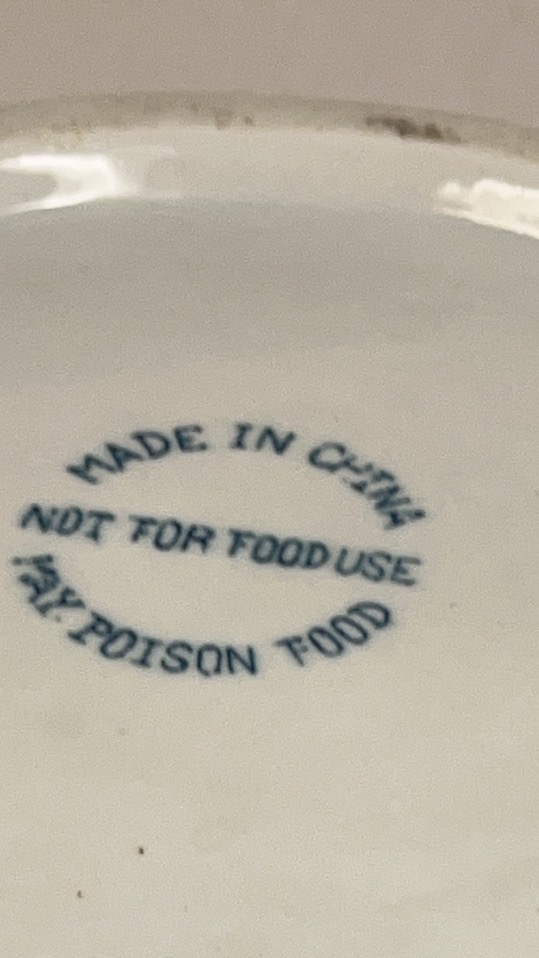 MADE IN CHINA
NOT FOR FOOD USE
MAY POISON FOOD